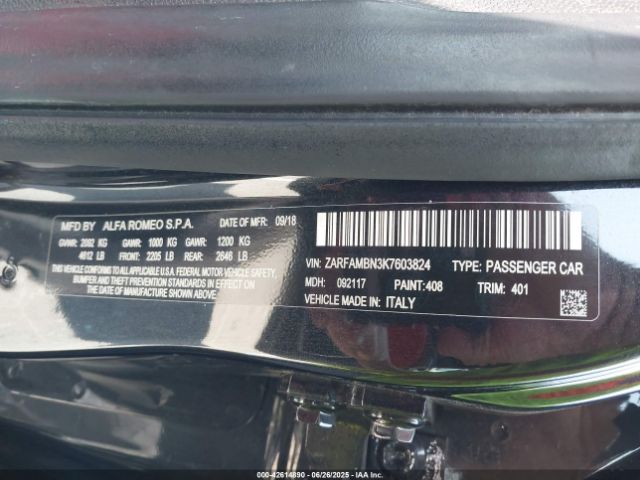 MFD BY ALFA ROMEO S.P.A. DATE OF MFR: 09/18
GVWR: 2092 KG GAWR: 1000 KG GAWR: 1200 KG
4612 LB FRONT: 2205 LB REAR: 2646 LB
THIS VEHICLE CONFORMS TO ALL
APPLICABLE U.S.A. FEDERAL MOTOR VEHICLE SAFETY,
BUMPER AND THEFT PREVENTION STANDARDS IN EFFECT
ON THE DATE OF MANUFACTURE SHOWN ABOVE.
VIN: ZARFAMBN3K7603824 TYPE: PASSENGER CAR
MDH: 092117 PAINT: 408 TRIM: 401
VEHICLE MADE IN: ITALY
000-42614890 - 06/26/2025 - IAA Inc.